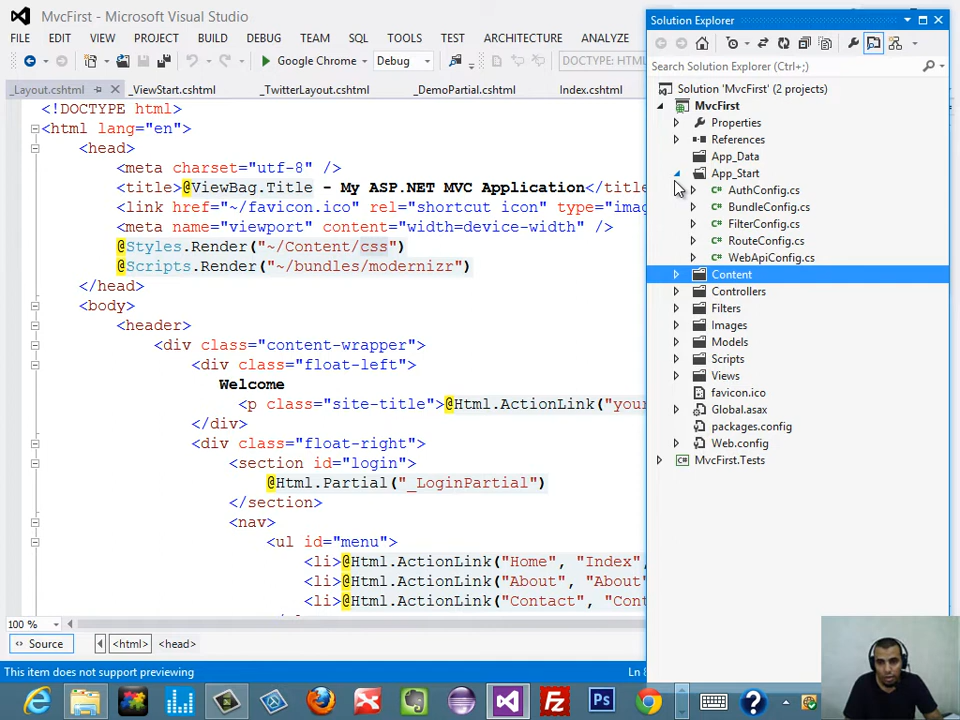 McvFirst - Microsoft Visual Studio
FILE EDIT VIEW PROJECT BUILD DEBUG TEAM SQL TOOLS TEST ARCHITECTURE ANALYZE
Google Chrome Debug DOCTYPE: HTML
_Layout.cshtml _ViewStart.cshtml _TwitterLayout.cshtml _DemoPartial.cshtml Index.cshtml
<!DOCTYPE html>
<html lang="en">
<head>
<meta charset="utf-8" />
<title>@ViewBag.Title - My ASP.NET MVC Application</title
<link href="~/favicon.ico" rel="shortcut icon" type="imag
<meta name="viewport" content="width=device-width" />
@Styles.Render("~/Content/css")
@Scripts.Render("~/bundles/modernizr")
</head>
<body>
<header>
<div class="content-wrapper">
<div class="float-left">
Welcome
<p class="site-title">@Html.ActionLink("your
</div>
<div class="float-right">
<section id="login">
@Html.Partial("_LoginPartial")
</section>
<nav>
<ul id="menu">
<li>@Html.ActionLink("Home", "Index",
<li>@Html.ActionLink("About", "About"
<li>@Html.ActionLink("Contact", "Cont
100 %
Source <html> <head>
This item does not support previewing Ln 8
Solution Explorer
Search Solution Explorer (Ctrl+;)
Solution 'MvcFirst' (2 projects)
MvcFirst
Properties
References
App_Data
App_Start
AuthConfig.cs
BundleConfig.cs
FilterConfig.cs
RouteConfig.cs
WebApiConfig.cs
Content
Controllers
Filters
Images
Models
Scripts
Views
favicon.ico
Global.asax
packages.config
Web.config
MvcFirst.Tests